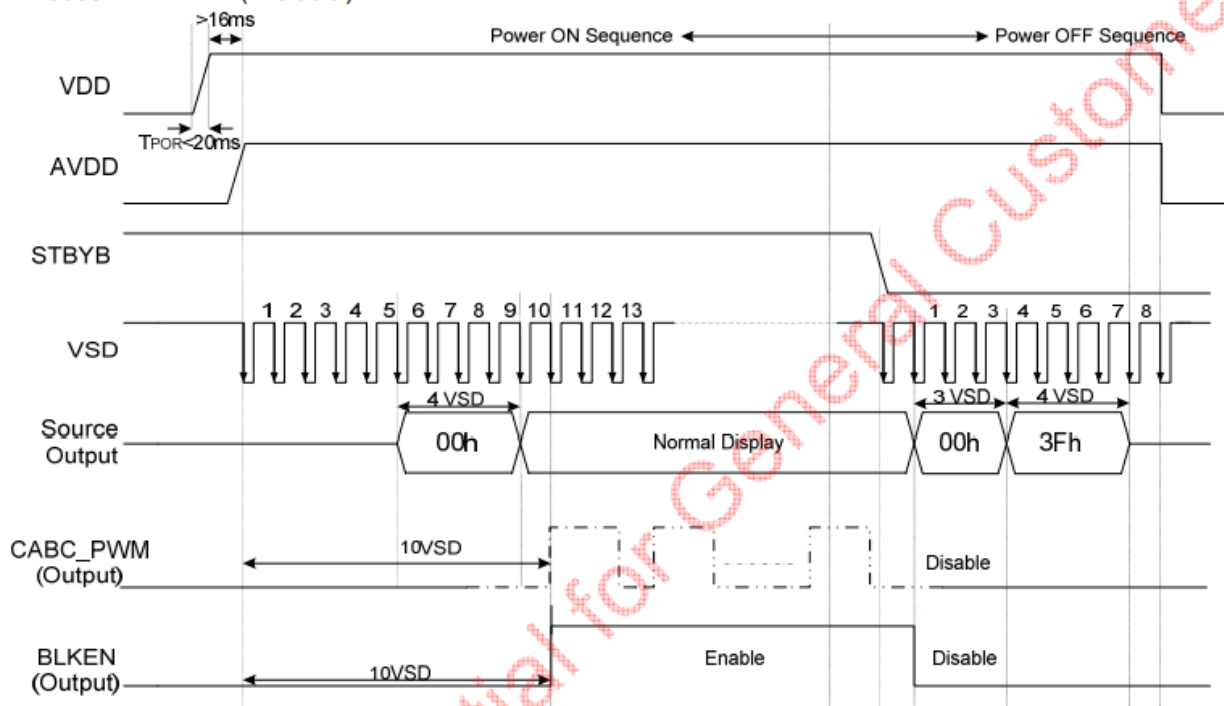 >16ms
Power ON Sequence
Power OFF Sequence
VDD
TPOR<20ms
AVDD
STBYB
1 2 3 4 5 6 7 8 9 10 11 12 13
1 2 3 4 5 6 7 8
VSD
4 VSD
3 VSD
4 VSD
Source
Output
00h
Normal Display
00h
3Fh
CABC_PWM
(Output)
10VSD
Disable
BLKEN
(Output)
10VSD
Enable
Disable
for General Custome